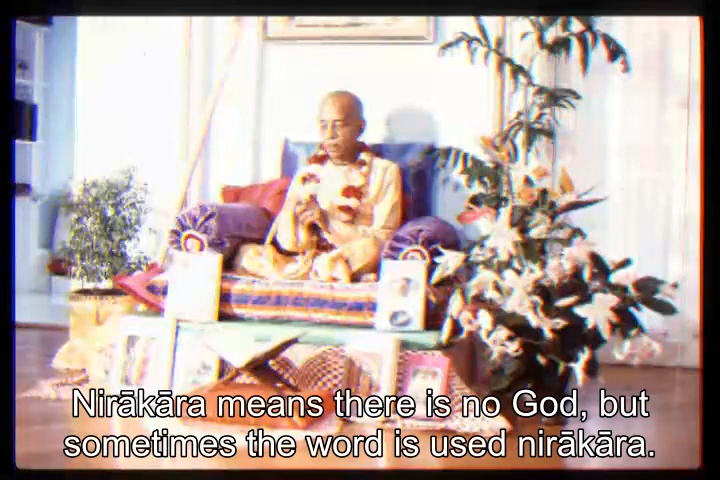 Nirākāra means there is no God, but
sometimes the word is used nirākāra.